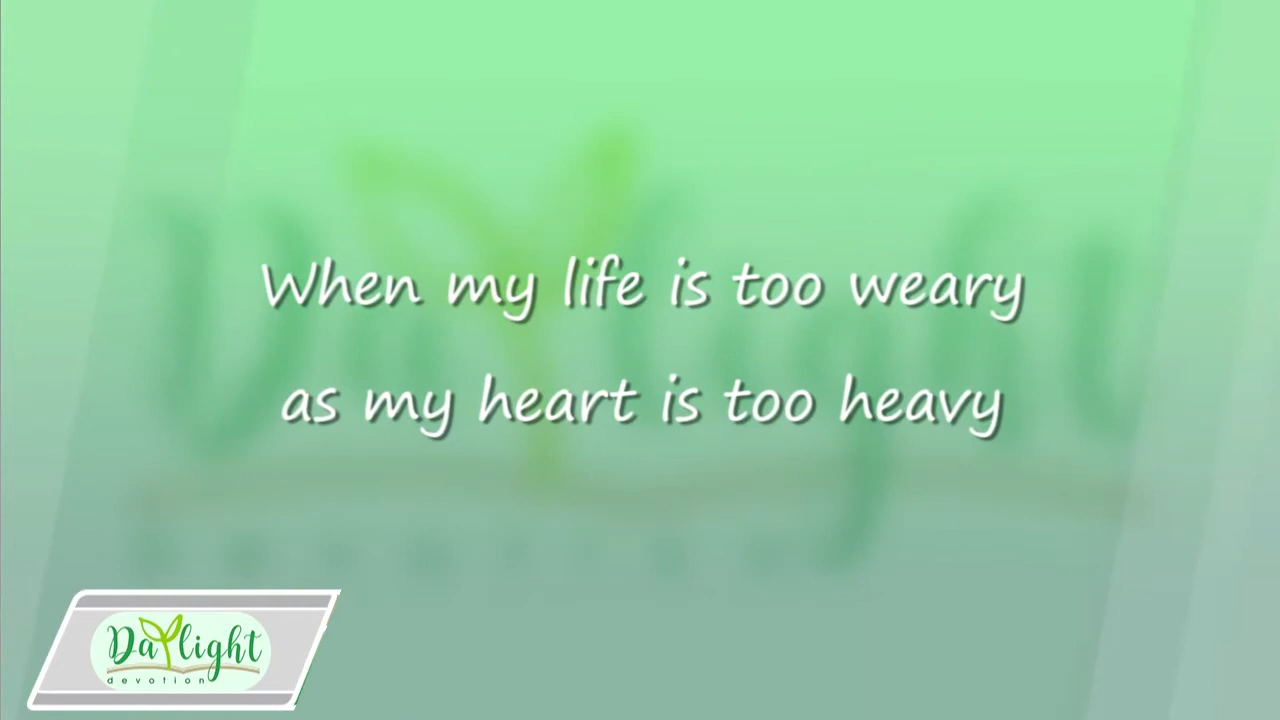 When my life is too weary
as my heart is too heavy
Daylight
devotion